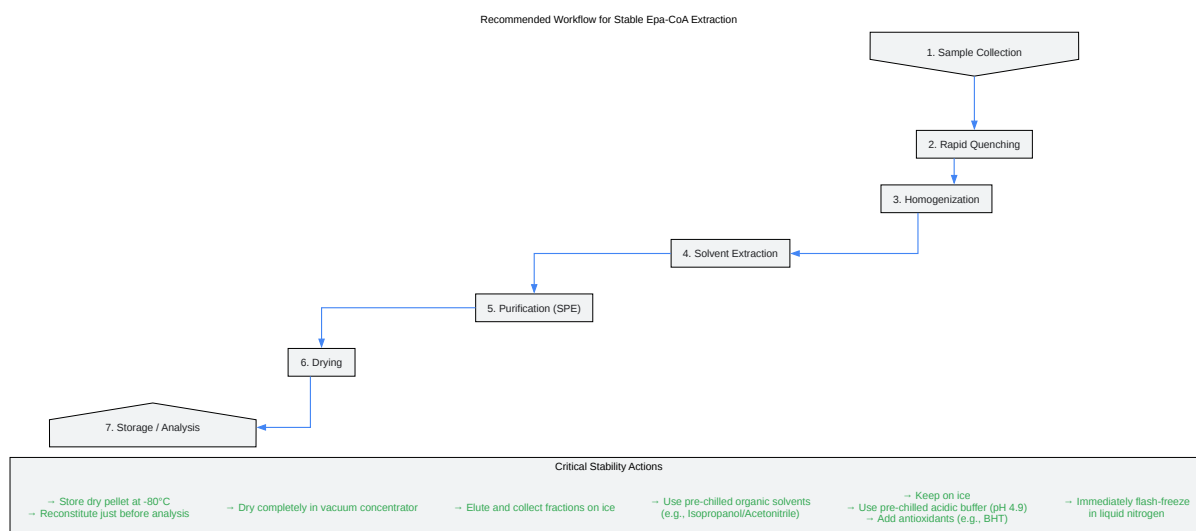 Recommended Workflow for Stable Epa-CoA Extraction
1. Sample Collection
2. Rapid Quenching
3. Homogenization
4. Solvent Extraction
5. Purification (SPE)
6. Drying
7. Storage / Analysis
Critical Stability Actions
→ Store dry pellet at -80°C
→ Reconstitute just before analysis
→ Dry completely in vacuum concentrator
→ Elute and collect fractions on ice
→ Use pre-chilled organic solvents
(e.g., Isopropanol/Acetonitrile)
→ Keep on ice
→ Use pre-chilled acidic buffer (pH 4.9)
→ Add antioxidants (e.g., BHT)
→ Immediately flash-freeze
in liquid nitrogen